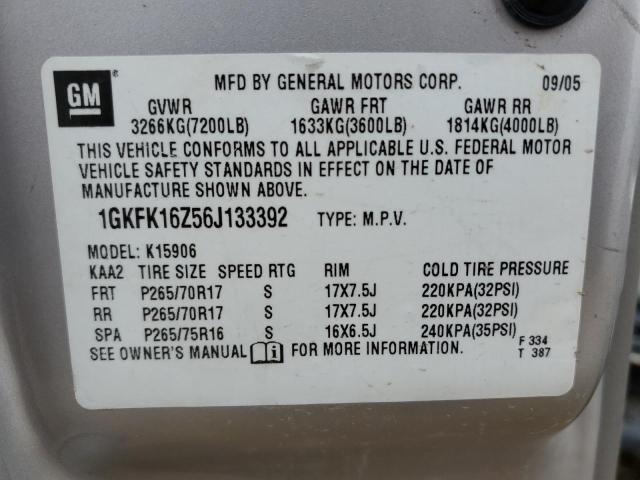 GM ®
MFD BY GENERAL MOTORS CORP. 09/05
GVWR GAWR FRT GAWR RR
3266KG(7200LB) 1633KG(3600LB) 1814KG(4000LB)
THIS VEHICLE CONFORMS TO ALL APPLICABLE U.S. FEDERAL MOTOR
VEHICLE SAFETY STANDARDS IN EFFECT ON THE DATE OF
MANUFACTURE SHOWN ABOVE.
1GKFK16Z56J133392 TYPE: M.P.V.
MODEL: K15906
KAA2 TIRE SIZE SPEED RTG RIM COLD TIRE PRESSURE
FRT P265/70R17 S 17X7.5J 220KPA(32PSI)
RR P265/70R17 S 17X7.5J 220KPA(32PSI)
SPA P265/75R16 S 16X6.5J 240KPA(35PSI)
SEE OWNER'S MANUAL i FOR MORE INFORMATION. F 334
T 387